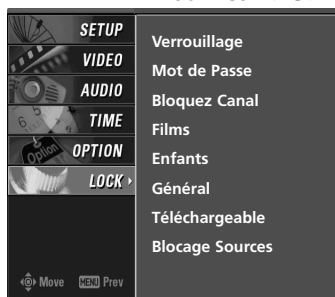 SETUP
VIDEO
AUDIO
TIME
OPTION
LOCK
Move MENU Prev
Verrouillage
Mot de Passe
Bloquez Canal
Films
Enfants
Général
Téléchargeable
Blocage Sources